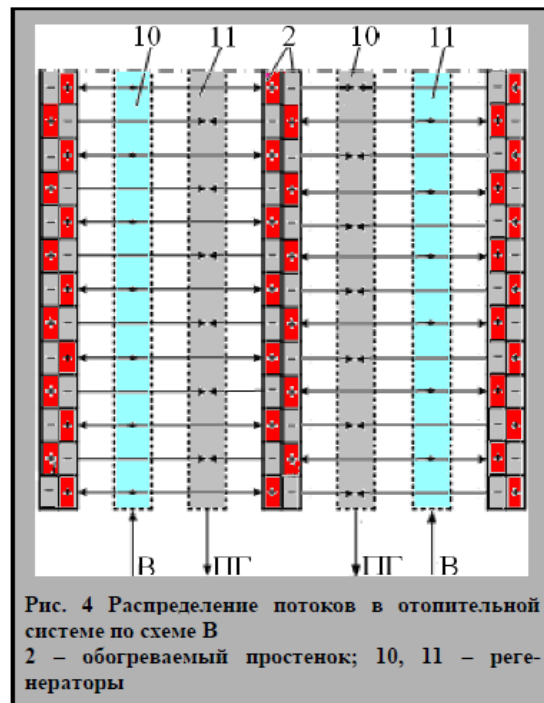 10 11 2 10 11
В ПГ ПГ В
Рис. 4 Распределение потоков в отопительной
системе по схеме В
2 – обогреваемый простенок; 10, 11 – реге-
нераторы